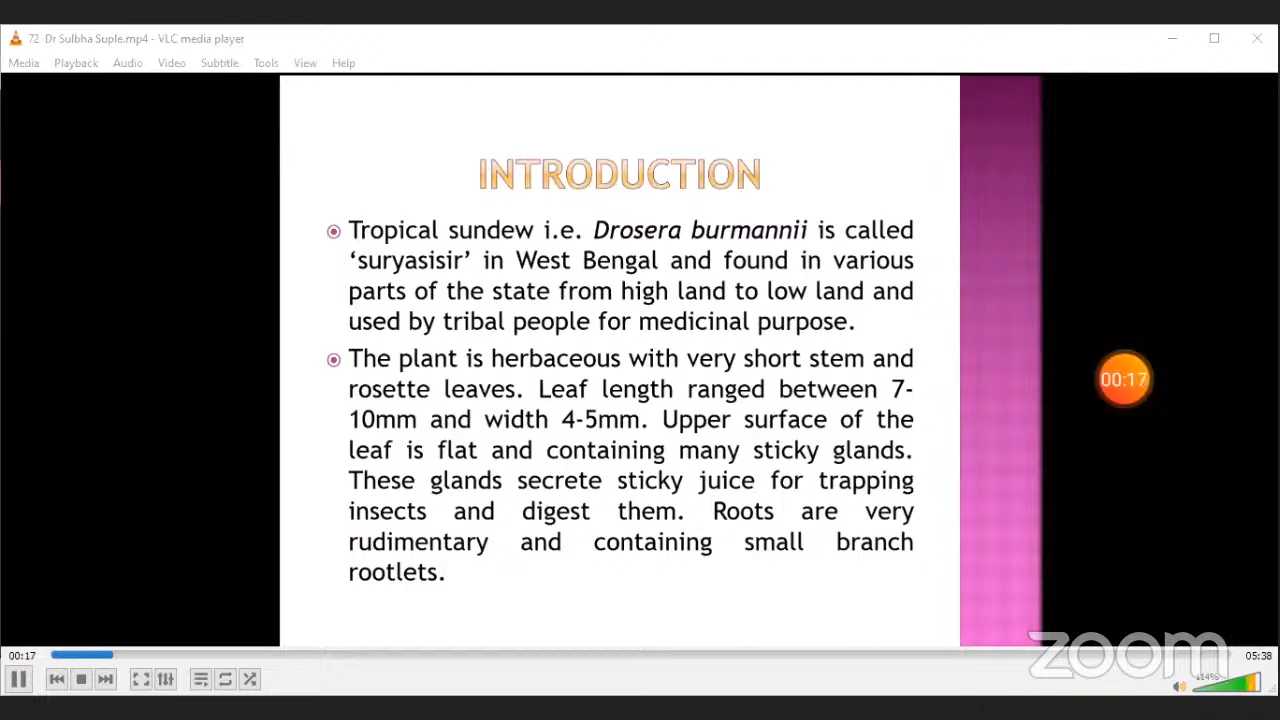 72 Dr Sulbha Suple.mp4 - VLC media player
Media Playback Audio Video Subtitle Tools View Help
INTRODUCTION
Tropical sundew i.e. Drosera burmannii is called
‘suryasisir’ in West Bengal and found in various
parts of the state from high land to low land and
used by tribal people for medicinal purpose.
The plant is herbaceous with very short stem and
rosette leaves. Leaf length ranged between 7-
10mm and width 4-5mm. Upper surface of the
leaf is flat and containing many sticky glands.
These glands secrete sticky juice for trapping
insects and digest them. Roots are very
rudimentary and containing small branch
rootlets.
00:17
zoom
00:17
05:38
114%